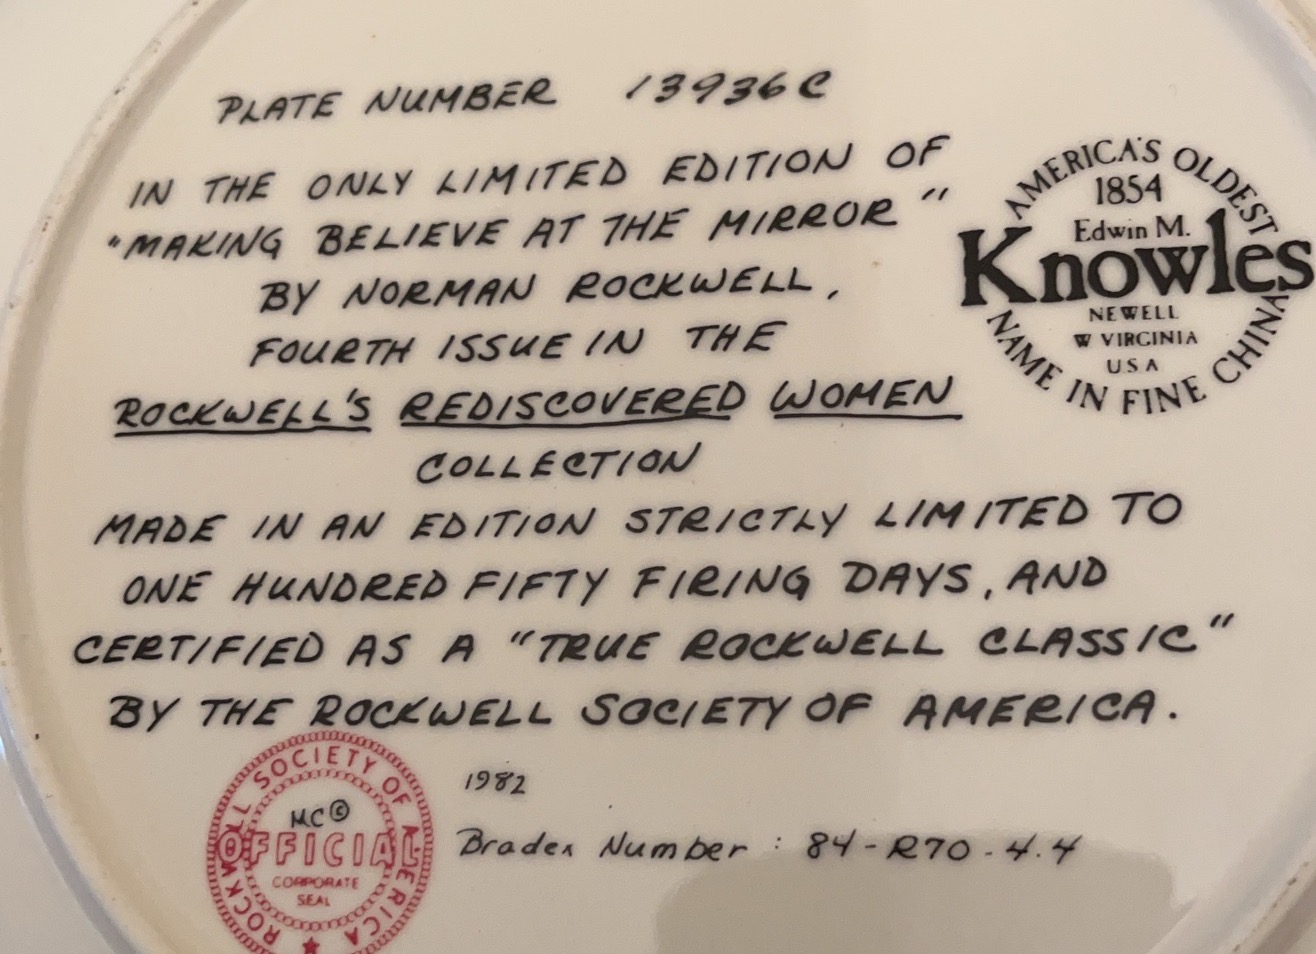 PLATE NUMBER 13936C
IN THE ONLY LIMITED EDITION OF
"MAKING BELIEVE AT THE MIRROR"
BY NORMAN ROCKWELL,
FOURTH ISSUE IN THE
ROCKWELL'S REDISCOVERED WOMEN
COLLECTION
MADE IN AN EDITION STRICTLY LIMITED TO
ONE HUNDRED FIFTY FIRING DAYS, AND
CERTIFIED AS A "TRUE ROCKWELL CLASSIC"
BY THE ROCKWELL SOCIETY OF AMERICA.
AMERICA'S OLDEST
1854
Edwin M.
Knowles
NEWELL
W VIRGINIA
USA
NAME IN FINE CHINA
ROCKWELL SOCIETY OF AMERICA
MC©
OFFICIAL
CORPORATE
SEAL
1982
Bradex Number : 84-R70-4.4